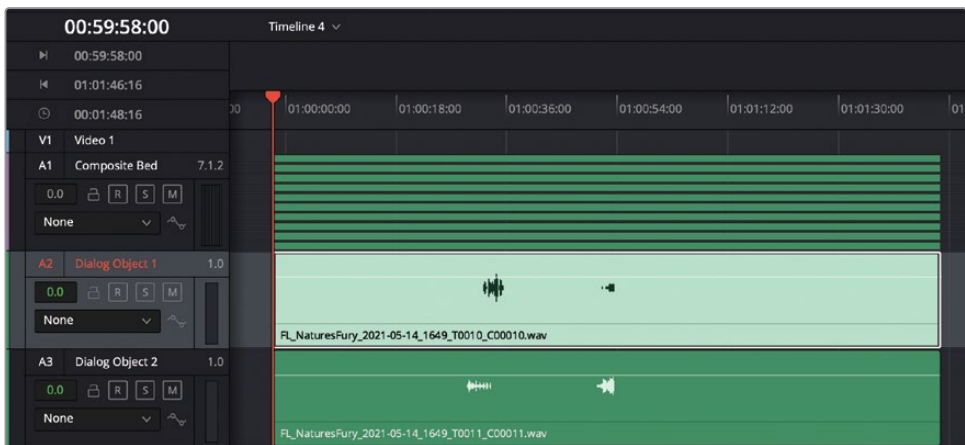 00:59:58:00 Timeline 4
00:59:58:00
01:01:46:16
00:01:48:16
00 01:00:00:00 01:00:18:00 01:00:36:00 01:00:54:00 01:01:12:00 01:01:30:00 01
V1 Video 1
A1 Composite Bed 7.1.2
0.0 R S M
None
A2 Dialog Object 1 1.0
0.0 R S M
None
FL_NaturesFury_2021-05-14_1649_T0010_C00010.wav
A3 Dialog Object 2 1.0
0.0 R S M
None
FL_NaturesFury_2021-05-14_1649_T0011_C00011.wav